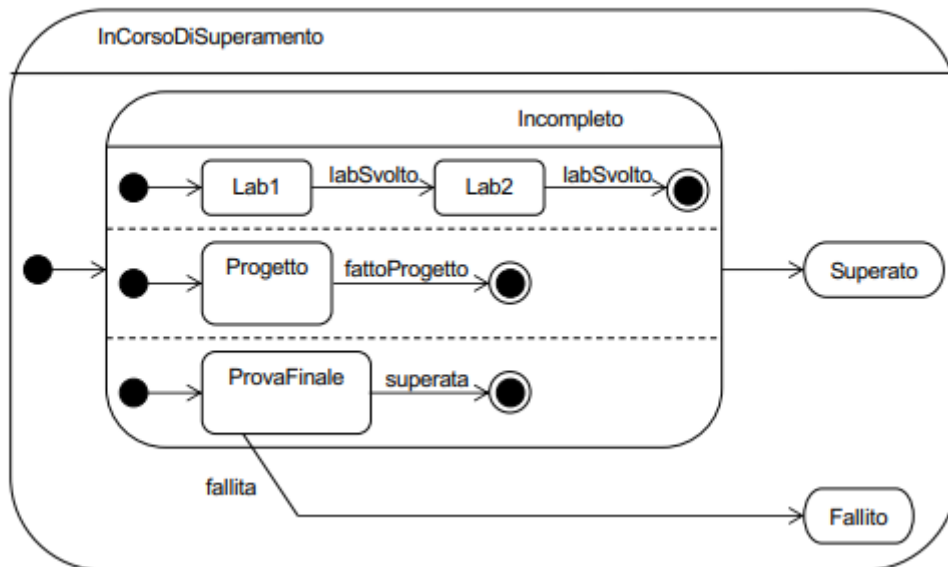 InCorsoDiSuperamento
Incompleto
Lab1 labSvolto Lab2 labSvolto
Progetto fattoProgetto
Superato
ProvaFinale superata
fallita
Fallito